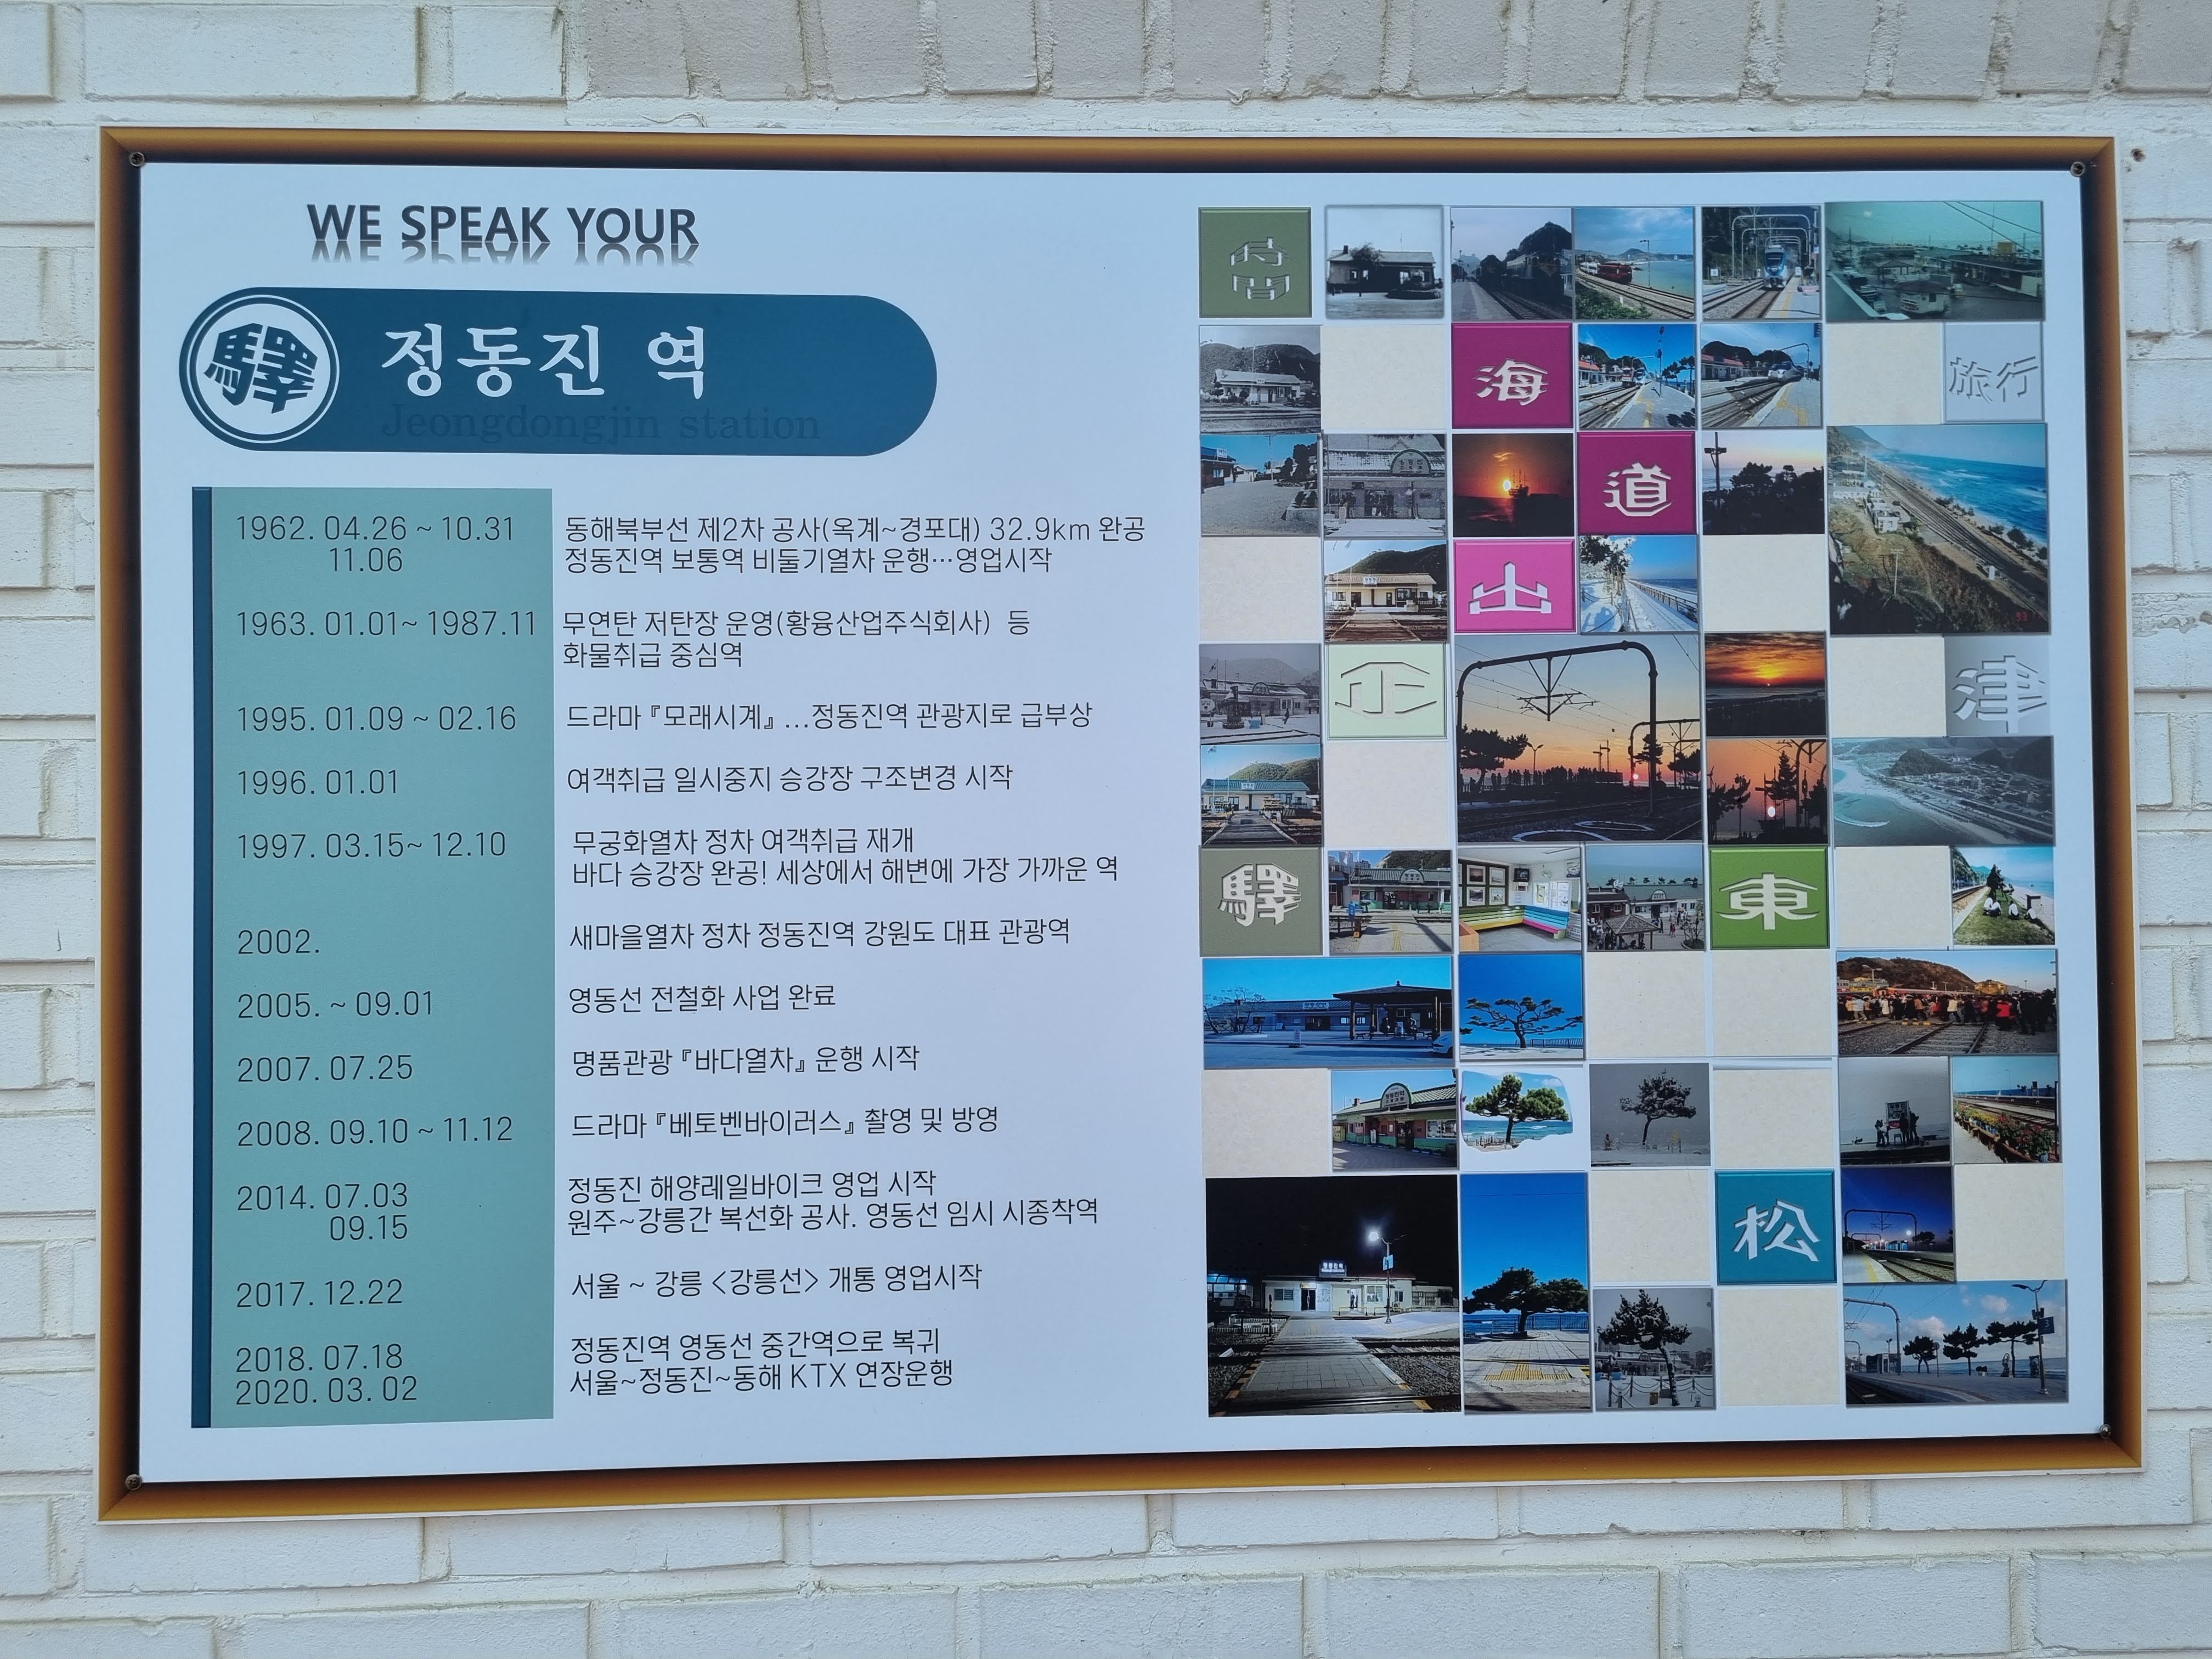 WE SPEAK YOUR
驛
정동진 역
Jeongdongjin station
1962. 04.26 ~ 10.31 동해북부선 제2차 공사(옥계~경포대) 32.9km 완공
11.06 정동진역 보통역 비둘기열차 운행…영업시작
1963. 01.01~ 1987.11 무연탄 저탄장 운영(황융산업주식회사) 등
화물취급 중심역
1995. 01.09 ~ 02.16 드라마『모래시계』...정동진역 관광지로 급부상
1996. 01.01 여객취급 일시중지 승강장 구조변경 시작
1997. 03.15~ 12.10 무궁화열차 정차 여객취급 재개
바다 승강장 완공! 세상에서 해변에 가장 가까운 역
2002. 새마을열차 정차 정동진역 강원도 대표 관광역
2005. ~ 09.01 영동선 전철화 사업 완료
2007. 07.25 명품관광『바다열차』운행 시작
2008. 09.10 ~ 11.12 드라마『베토벤바이러스』촬영 및 방영
2014. 07.03 정동진 해양레일바이크 영업 시작
09.15 원주~강릉간 복선화 공사. 영동선 임시 시종착역
2017. 12.22 서울 ~ 강릉 <강릉선> 개통 영업시작
2018. 07.18 정동진역 영동선 중간역으로 복귀
2020. 03. 02 서울~정동진~동해 KTX 연장운행
時間
海
旅行
道
山
正
津
驛
東
松